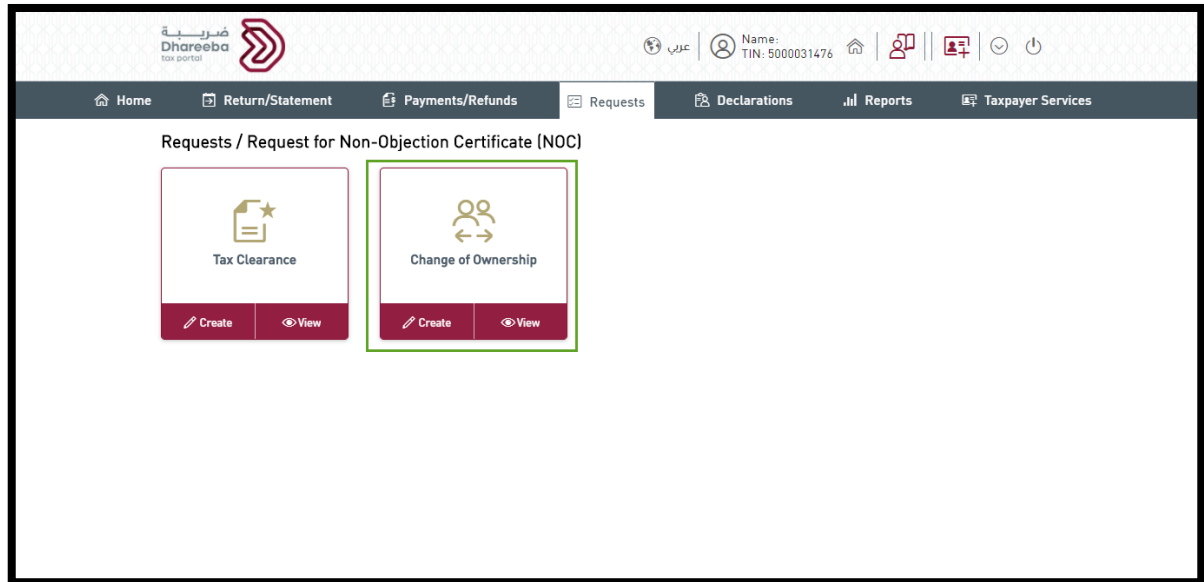 ضريبة
Dhareeba
tax portal
عربي
Name:
TIN: 5000031476
Home
Return/Statement
Payments/Refunds
Requests
Declarations
Reports
Taxpayer Services
Requests / Request for Non-Objection Certificate (NOC)
Tax Clearance
Change of Ownership
Create
View
Create
View